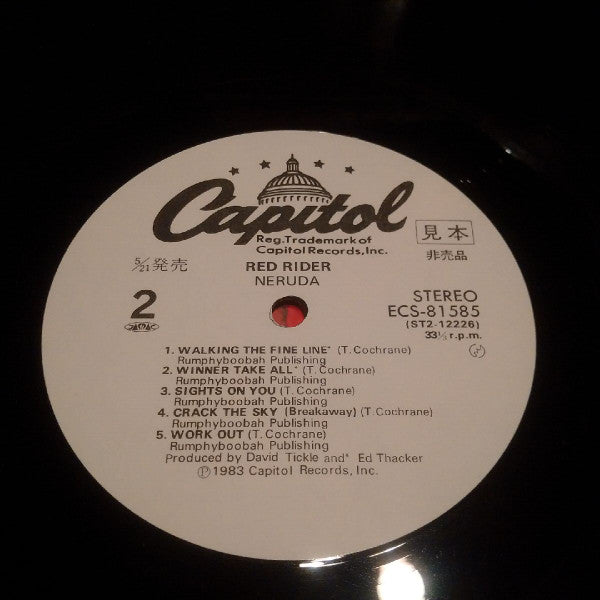 Capitol
Reg. Trademark of
Capitol Records, Inc.
見本
非売品
5/21発売
RED RIDER
NERUDA
2
STEREO
ECS-81585
(ST2-12226)
33⅓ r.p.m.
1. WALKING THE FINE LINE* (T. Cochrane)
Rumphyboobah Publishing
2. WINNER TAKE ALL* (T. Cochrane)
Rumphyboobah Publishing
3. SIGHTS ON YOU (T. Cochrane)
Rumphyboobah Publishing
4. CRACK THE SKY (Breakaway) (T. Cochrane)
Rumphyboobah Publishing
5. WORK OUT (T. Cochrane)
Rumphyboobah Publishing
Produced by David Tickle and* Ed Thacker
Ⓟ1983 Capitol Records, Inc.